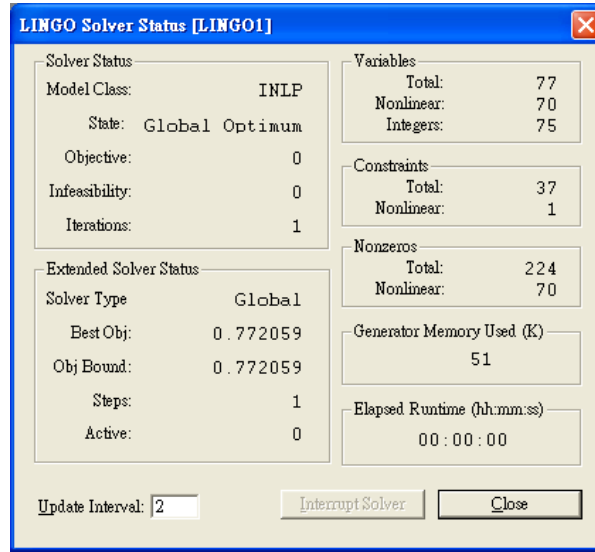 LINGO Solver Status [LINGO1]
Solver Status
Model Class: INLP
State: Global Optimum
Objective: 0
Infeasibility: 0
Iterations: 1
Extended Solver Status
Solver Type Global
Best Obj: 0.772059
Obj Bound: 0.772059
Steps: 1
Active: 0
Variables
Total: 77
Nonlinear: 70
Integers: 75
Constraints
Total: 37
Nonlinear: 1
Nonzeros
Total: 224
Nonlinear: 70
Generator Memory Used (K)
51
Elapsed Runtime (hh:mm:ss)
00:00:00
Update Interval: 2
Interrupt Solver
Close